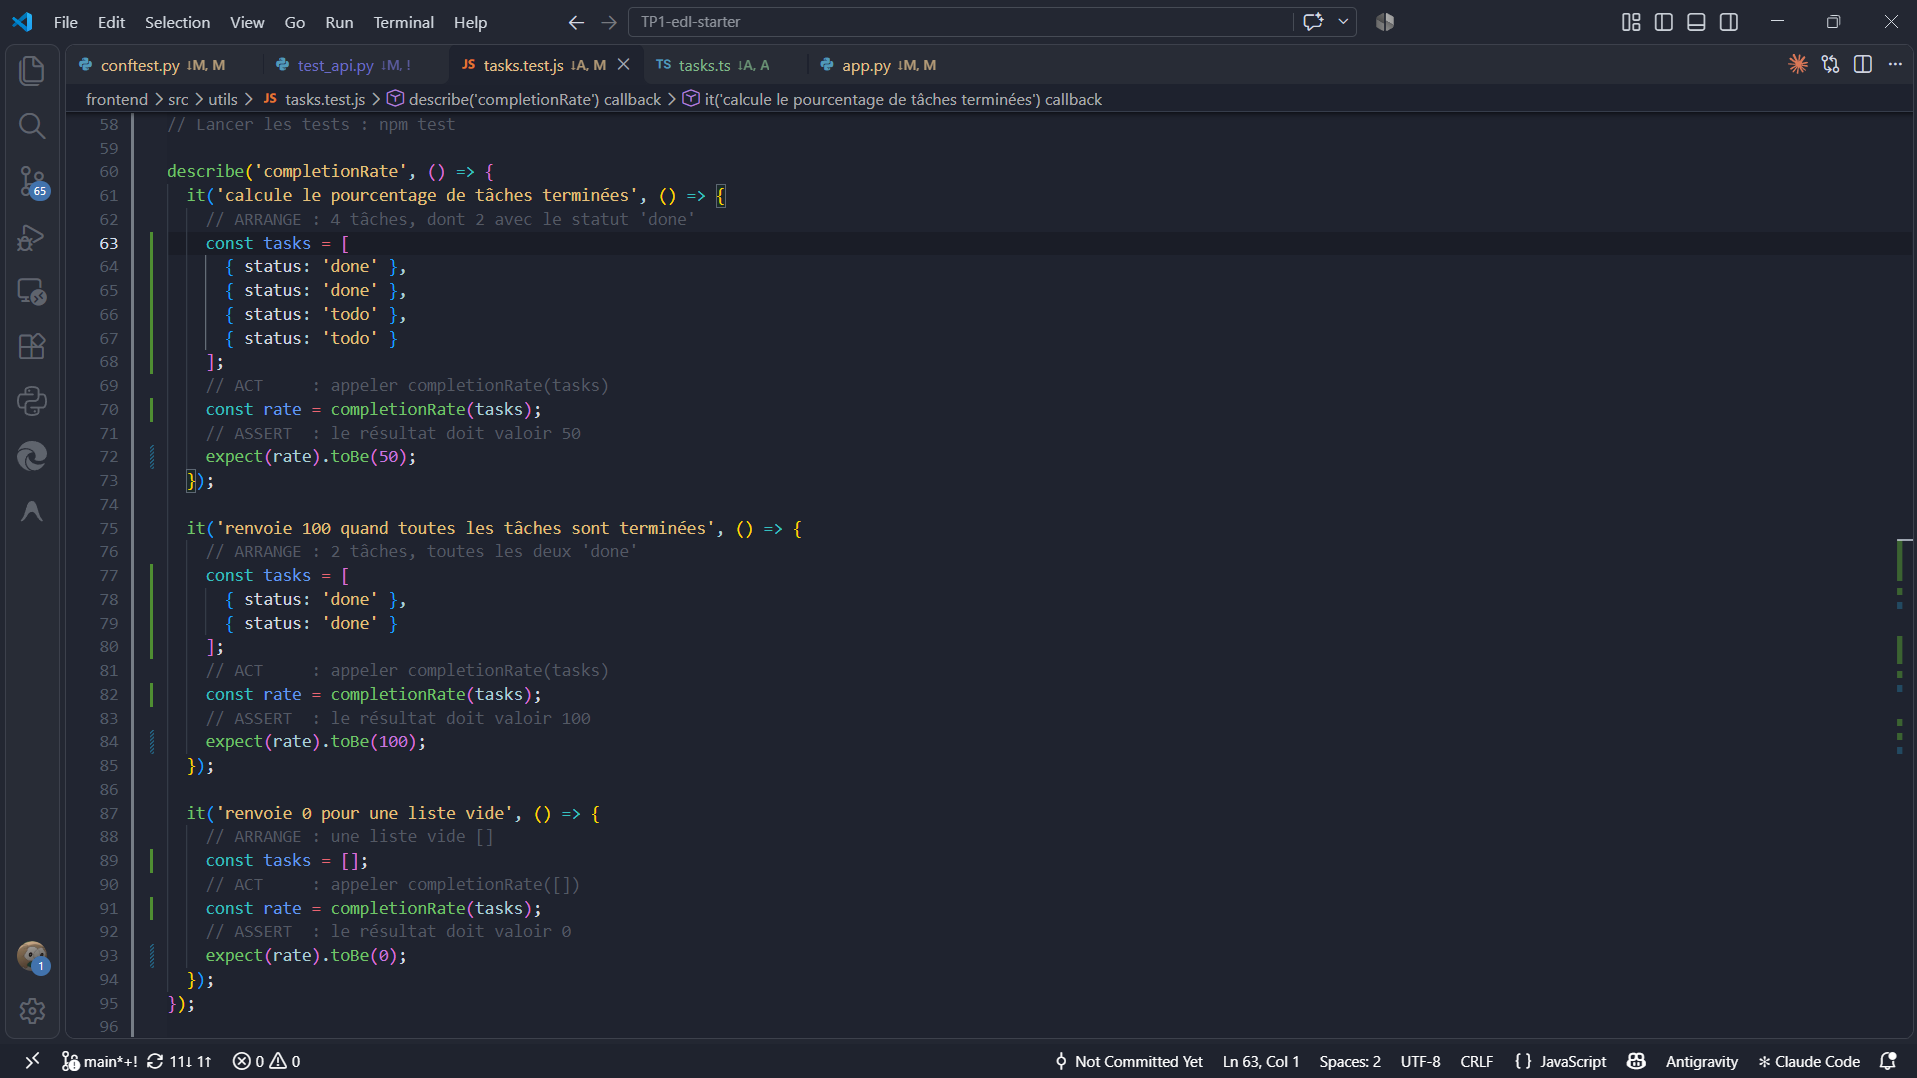 File Edit Selection View Go Run Terminal Help
TP1-edl-starter
conftest.py ↓M, M
test_api.py ↓M, !
JS tasks.test.js ↓A, M
TS tasks.ts ↓A, A
app.py ↓M, M
frontend > src > utils > JS tasks.test.js > describe('completionRate') callback > it('calcule le pourcentage de tâches terminées') callback
58 // Lancer les tests : npm test
59
60 describe('completionRate', () => {
61 it('calcule le pourcentage de tâches terminées', () => {
62 // ARRANGE : 4 tâches, dont 2 avec le statut 'done'
63 const tasks = [
64 { status: 'done' },
65 { status: 'done' },
66 { status: 'todo' },
67 { status: 'todo' }
68 ];
69 // ACT     : appeler completionRate(tasks)
70 const rate = completionRate(tasks);
71 // ASSERT  : le résultat doit valoir 50
72 expect(rate).toBe(50);
73 });
74
75 it('renvoie 100 quand toutes les tâches sont terminées', () => {
76 // ARRANGE : 2 tâches, toutes les deux 'done'
77 const tasks = [
78 { status: 'done' },
79 { status: 'done' }
80 ];
81 // ACT     : appeler completionRate(tasks)
82 const rate = completionRate(tasks);
83 // ASSERT  : le résultat doit valoir 100
84 expect(rate).toBe(100);
85 });
86
87 it('renvoie 0 pour une liste vide', () => {
88 // ARRANGE : une liste vide []
89 const tasks = [];
90 // ACT     : appeler completionRate([])
91 const rate = completionRate(tasks);
92 // ASSERT  : le résultat doit valoir 0
93 expect(rate).toBe(0);
94 });
95 });
96
65
1
main*+! 11↓ 1↑ 0 0
Not Committed Yet Ln 63, Col 1 Spaces: 2 UTF-8 CRLF {} JavaScript Antigravity Claude Code